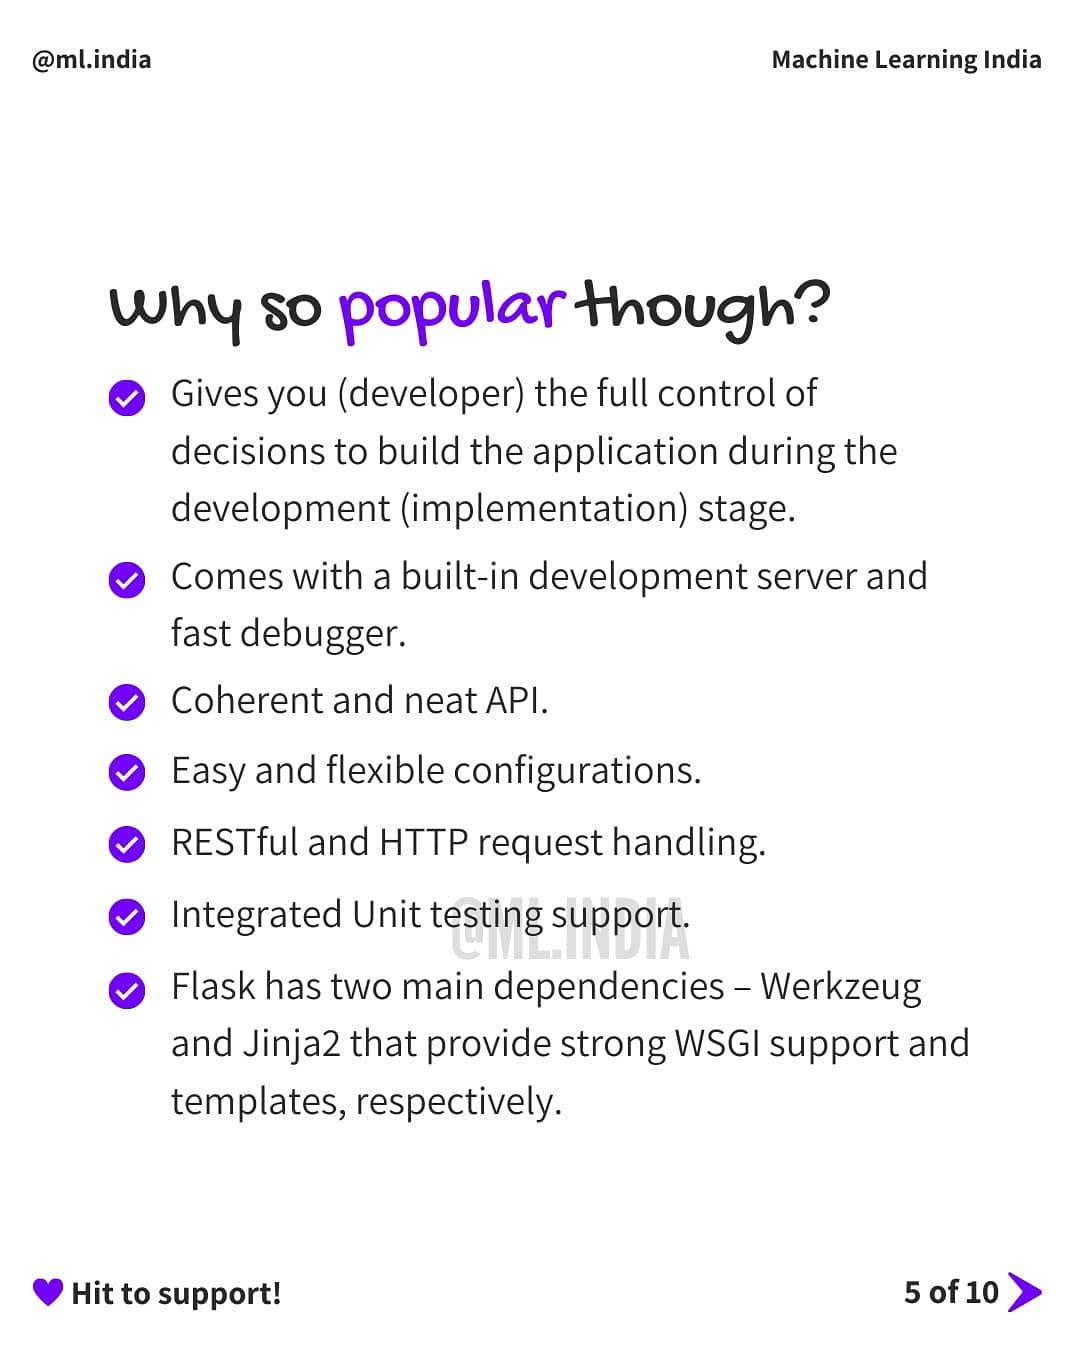 @ml.india
Machine Learning India
Why so popular though?
Gives you (developer) the full control of
decisions to build the application during the
development (implementation) stage.
Comes with a built-in development server and
fast debugger.
Coherent and neat API.
Easy and flexible configurations.
RESTful and HTTP request handling.
Integrated Unit testing support.
@ML.INDIA
Flask has two main dependencies – Werkzeug
and Jinja2 that provide strong WSGI support and
templates, respectively.
Hit to support!
5 of 10